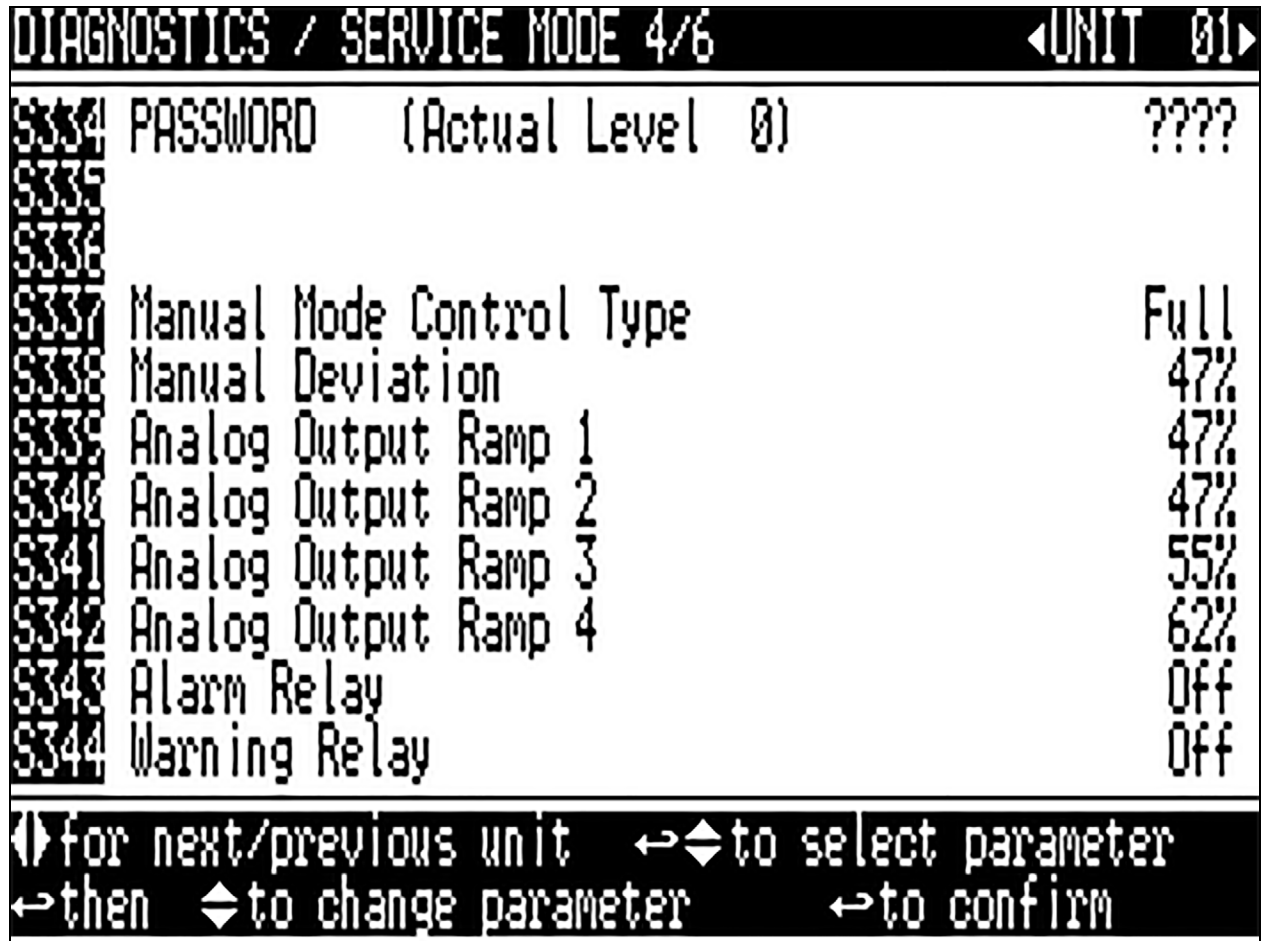 DIAGNOSTICS / SERVICE MODE 4/6 UNIT 01
S334 PASSWORD (Actual Level 0) ????
S335
S336
S337 Manual Mode Control Type Full
S338 Manual Deviation 47%
S339 Analog Output Ramp 1 47%
S340 Analog Output Ramp 2 47%
S341 Analog Output Ramp 3 55%
S342 Analog Output Ramp 4 62%
S343 Alarm Relay Off
S344 Warning Relay Off
for next/previous unit ↩ to select parameter
↩then to change parameter ↩to confirm